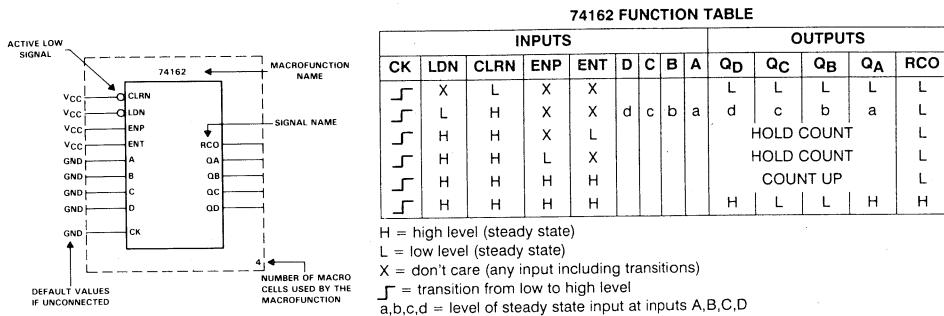 ACTIVE LOW
SIGNAL
74162
MACROFUNCTION
NAME
VCC CLRN
VCC LDN
SIGNAL NAME
VCC ENP
VCC ENT RCO
GND A QA
GND B QB
GND C QC
GND D QD
GND CK
4
DEFAULT VALUES
IF UNCONNECTED
NUMBER OF MACRO
CELLS USED BY THE
MACROFUNCTION
74162 FUNCTION TABLE
INPUTS OUTPUTS
CK LDN CLRN ENP ENT D C B A QD QC QB QA RCO
X L X X L L L L L
L H X X d c b a d c b a L
H H X L HOLD COUNT L
H H L X HOLD COUNT L
H H H H COUNT UP L
H H H H H L L H H
H = high level (steady state)
L = low level (steady state)
X = don't care (any input including transitions)
= transition from low to high level
a,b,c,d = level of steady state input at inputs A,B,C,D